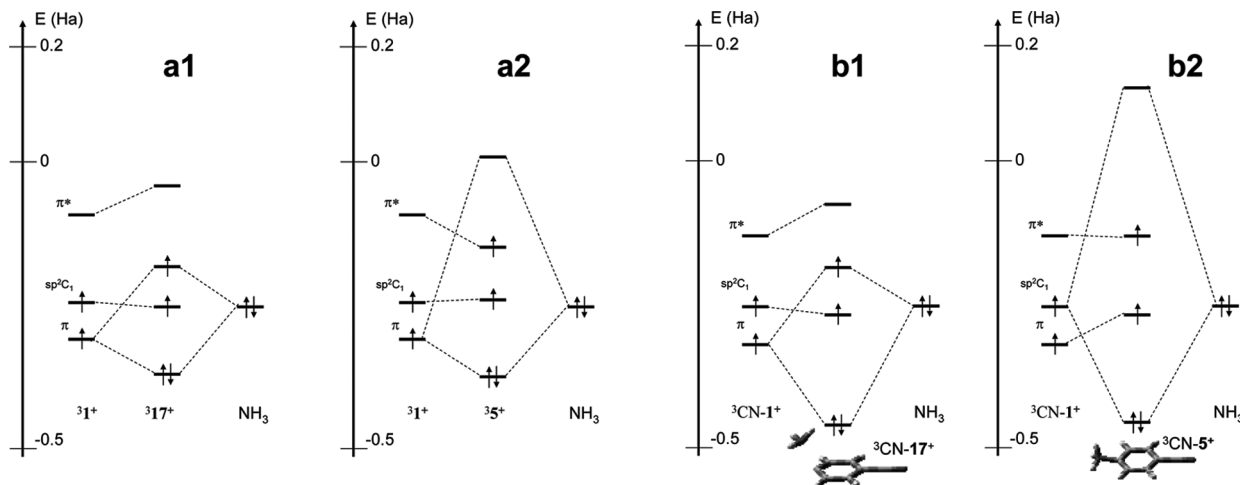 E (Ha)
0.2
a1
0
π*
sp²C₁
π
³1⁺
³17⁺
NH₃
-0.5
E (Ha)
0.2
a2
0
π*
sp²C₁
π
³1⁺
³5⁺
NH₃
-0.5
E (Ha)
0.2
b1
0
π*
sp²C₁
π
³CN-1⁺
NH₃
-0.5
³CN-17⁺
E (Ha)
0.2
b2
0
π*
sp²C₁
π
³CN-1⁺
NH₃
-0.5
³CN-5⁺